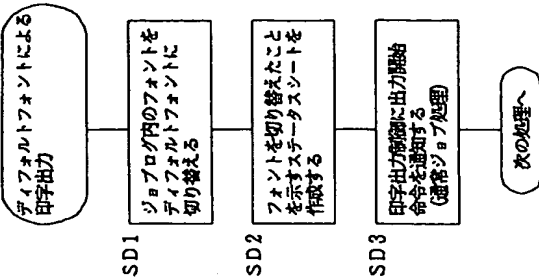 ディフォルトフォントによる
印字出力
SD1
ジョブログ内のフォントを
ディフォルトフォントに
切り替える
SD2
フォントを切り替えたこと
を示すステータスシートを
作成する
SD3
印字出力制御に出力開始
命令を通知する
(通常ジョブ処理)
次の処理へ